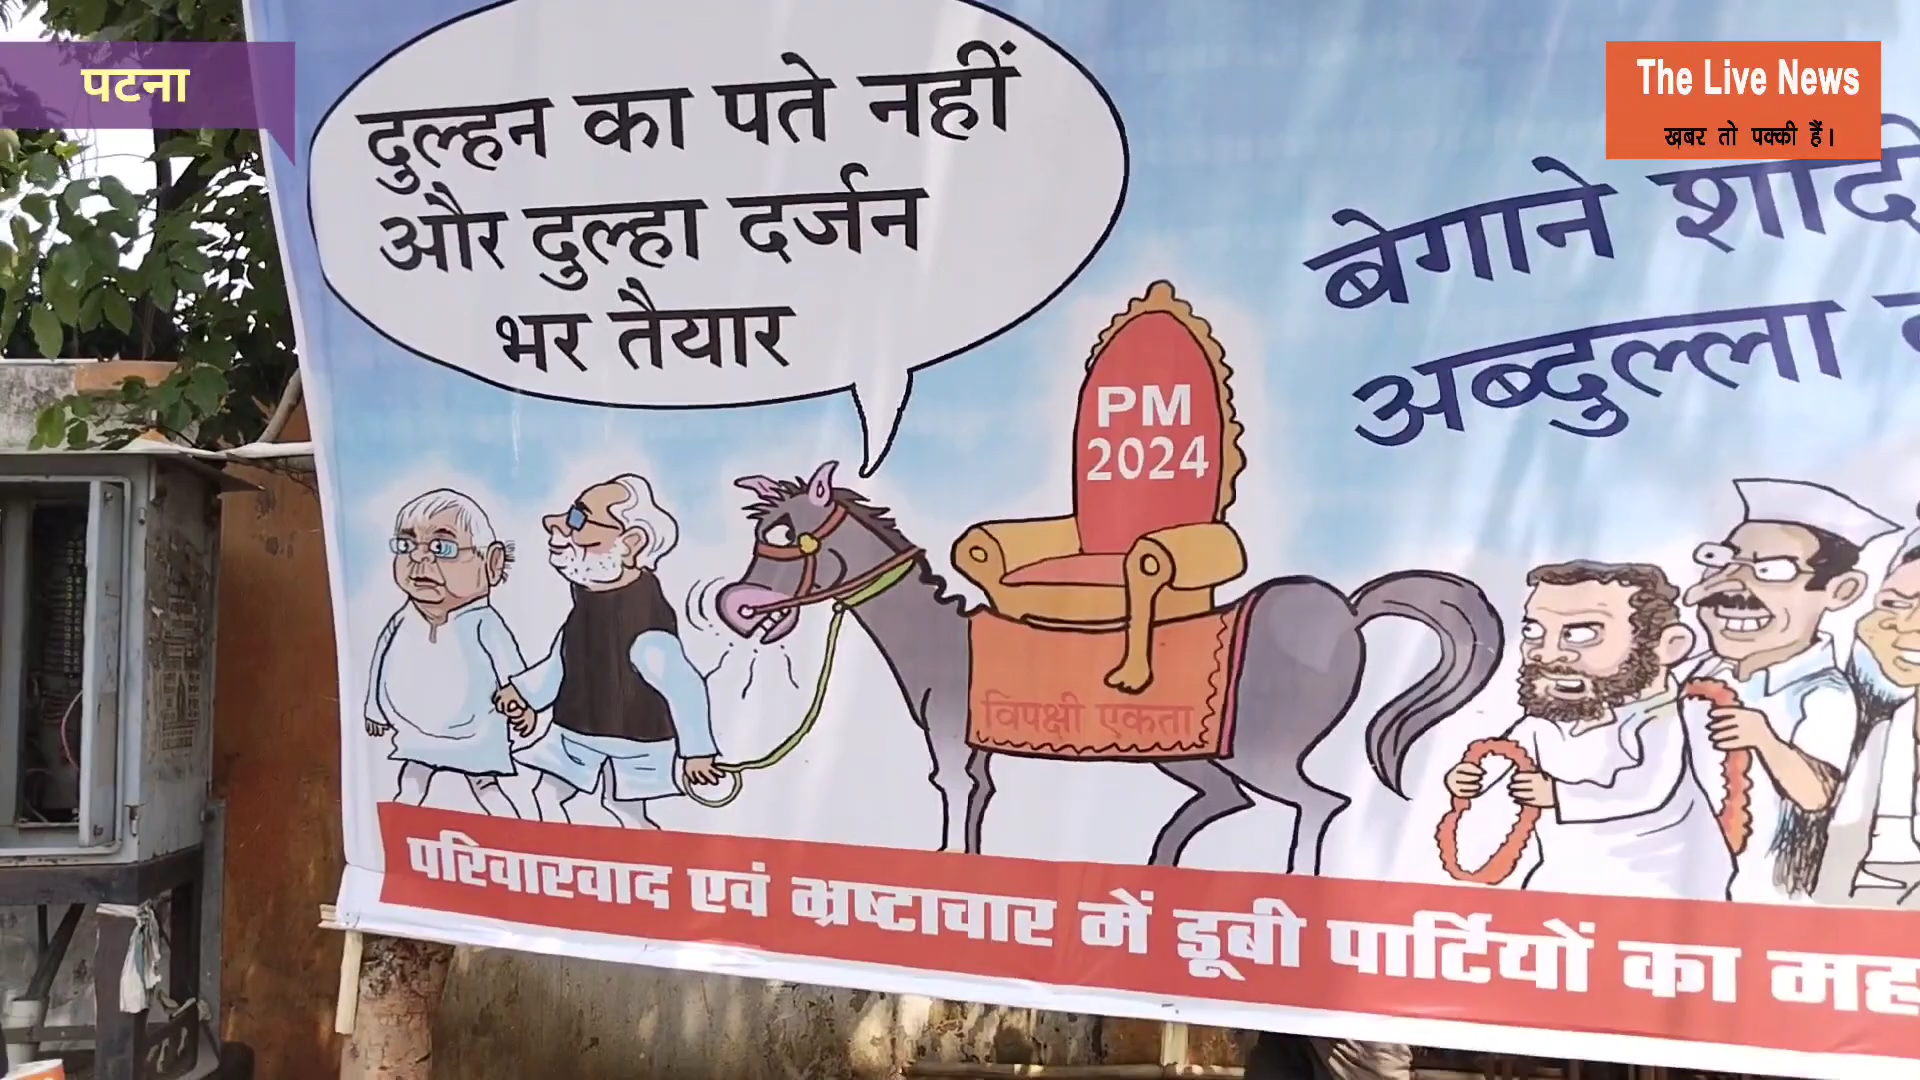 पटना
The Live News
खबर तो पक्की हैं।
दुल्हन का पते नहीं
और दुल्हा दर्जन
भर तैयार
बेगाने
अब्दुल्ला
PM
2024
विपक्षी एकता
परिवारवाद एवं भ्रष्टाचार में डूबी पार्टियों का